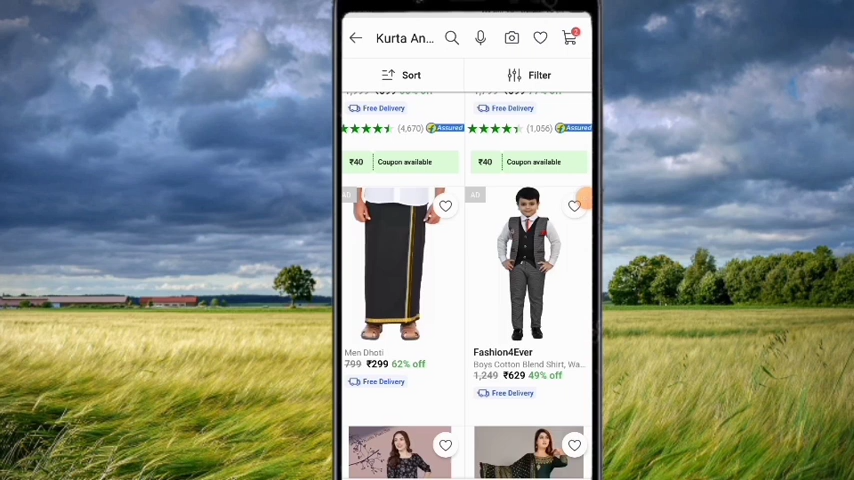 Kurta An...
2
Sort
Filter
Free Delivery
Free Delivery
(4,670) Assured
(1,056) Assured
₹40 Coupon available
₹40 Coupon available
AD
AD
Men Dhoti
799 ₹299 62% off
Free Delivery
Fashion4Ever
Boys Cotton Blend Shirt, Wa...
1,249 ₹629 49% off
Free Delivery